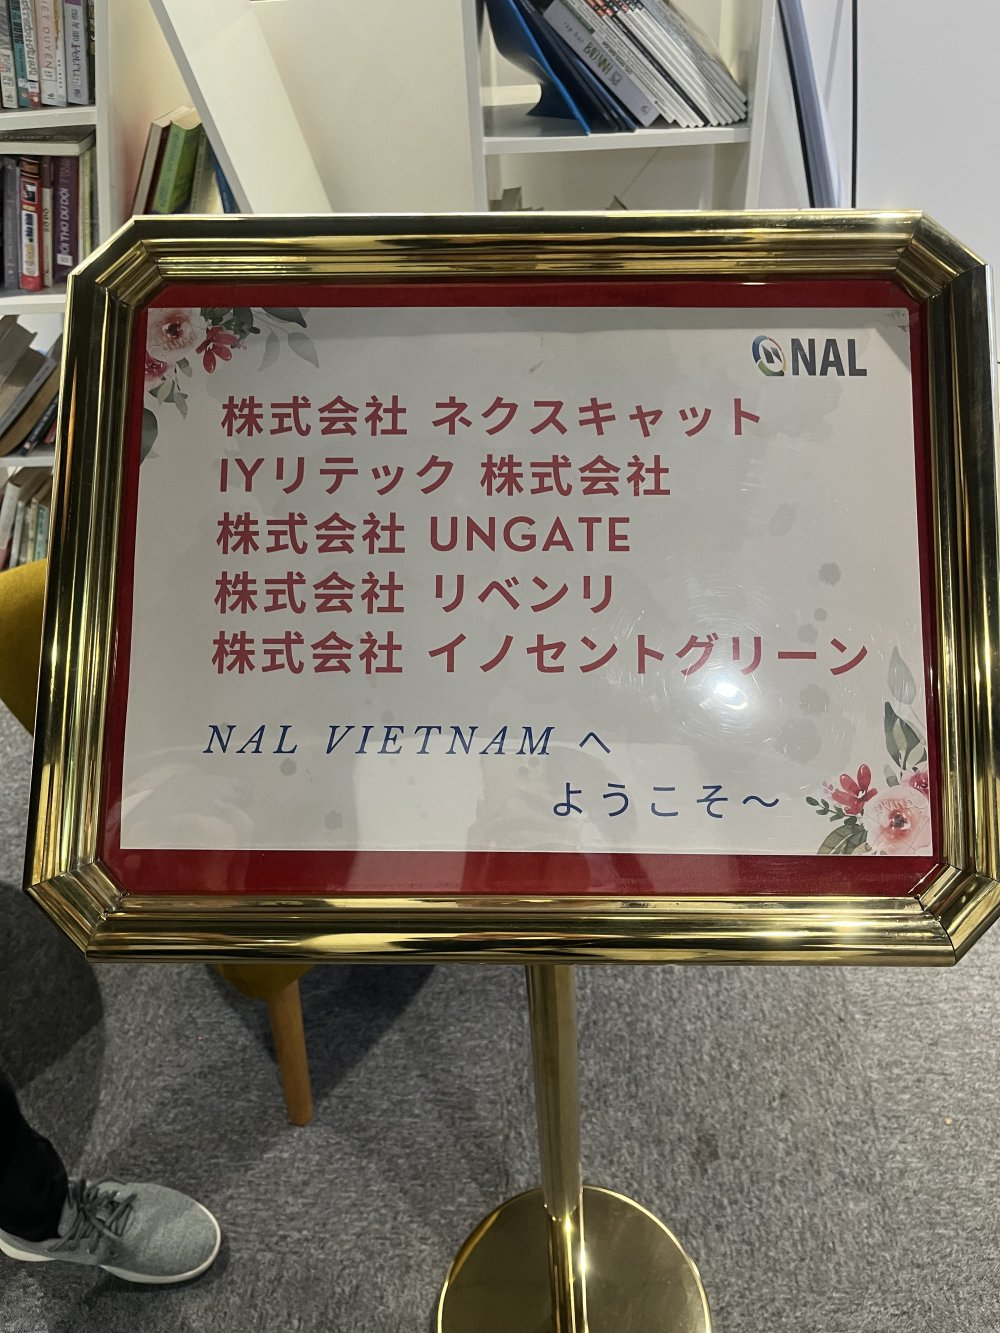 NAL
株式会社 ネクスキャット
IYリテック 株式会社
株式会社 UNGATE
株式会社 リベンリ
株式会社 イノセントグリーン
NAL VIETNAM へ
ようこそ～